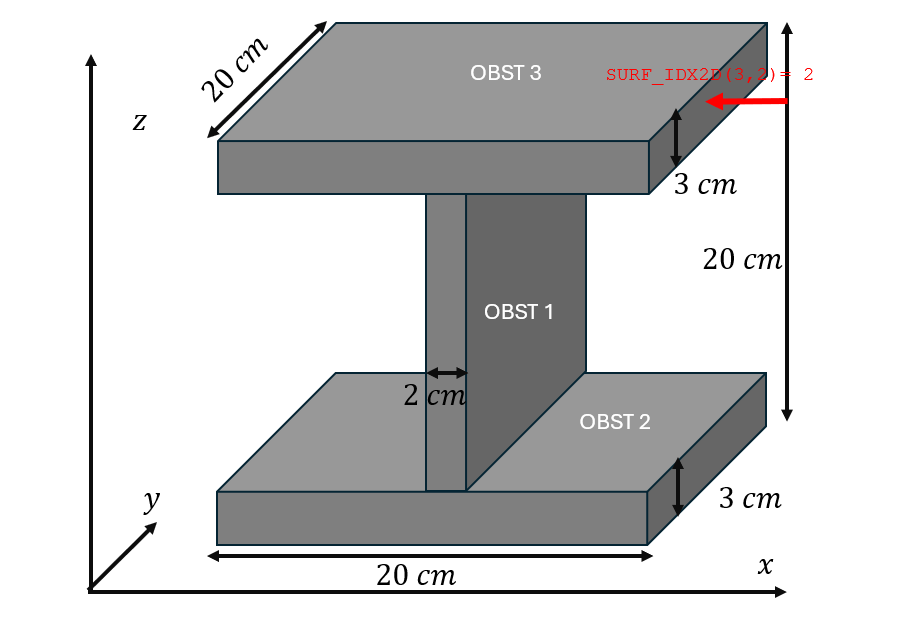 20 cm
OBST 3
SURF_IDX2D(3,2)= 2
z
3 cm
20 cm
OBST 1
2 cm
OBST 2
y
3 cm
x
20 cm